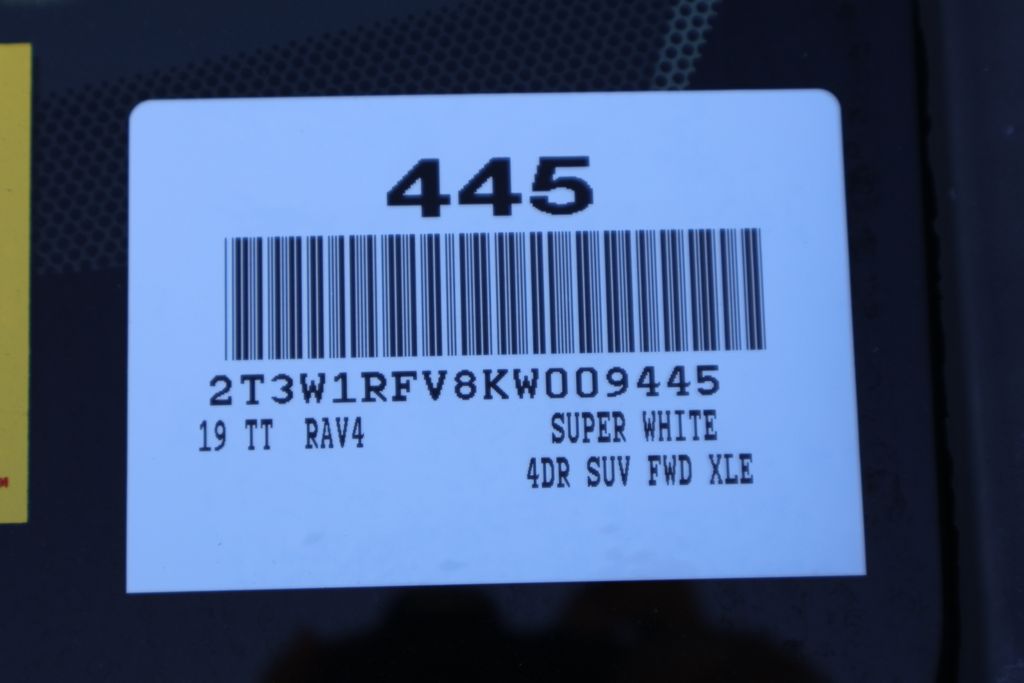 445
2T3W1RFV8KW009445
19 TT RAV4 SUPER WHITE
4DR SUV FWD XLE